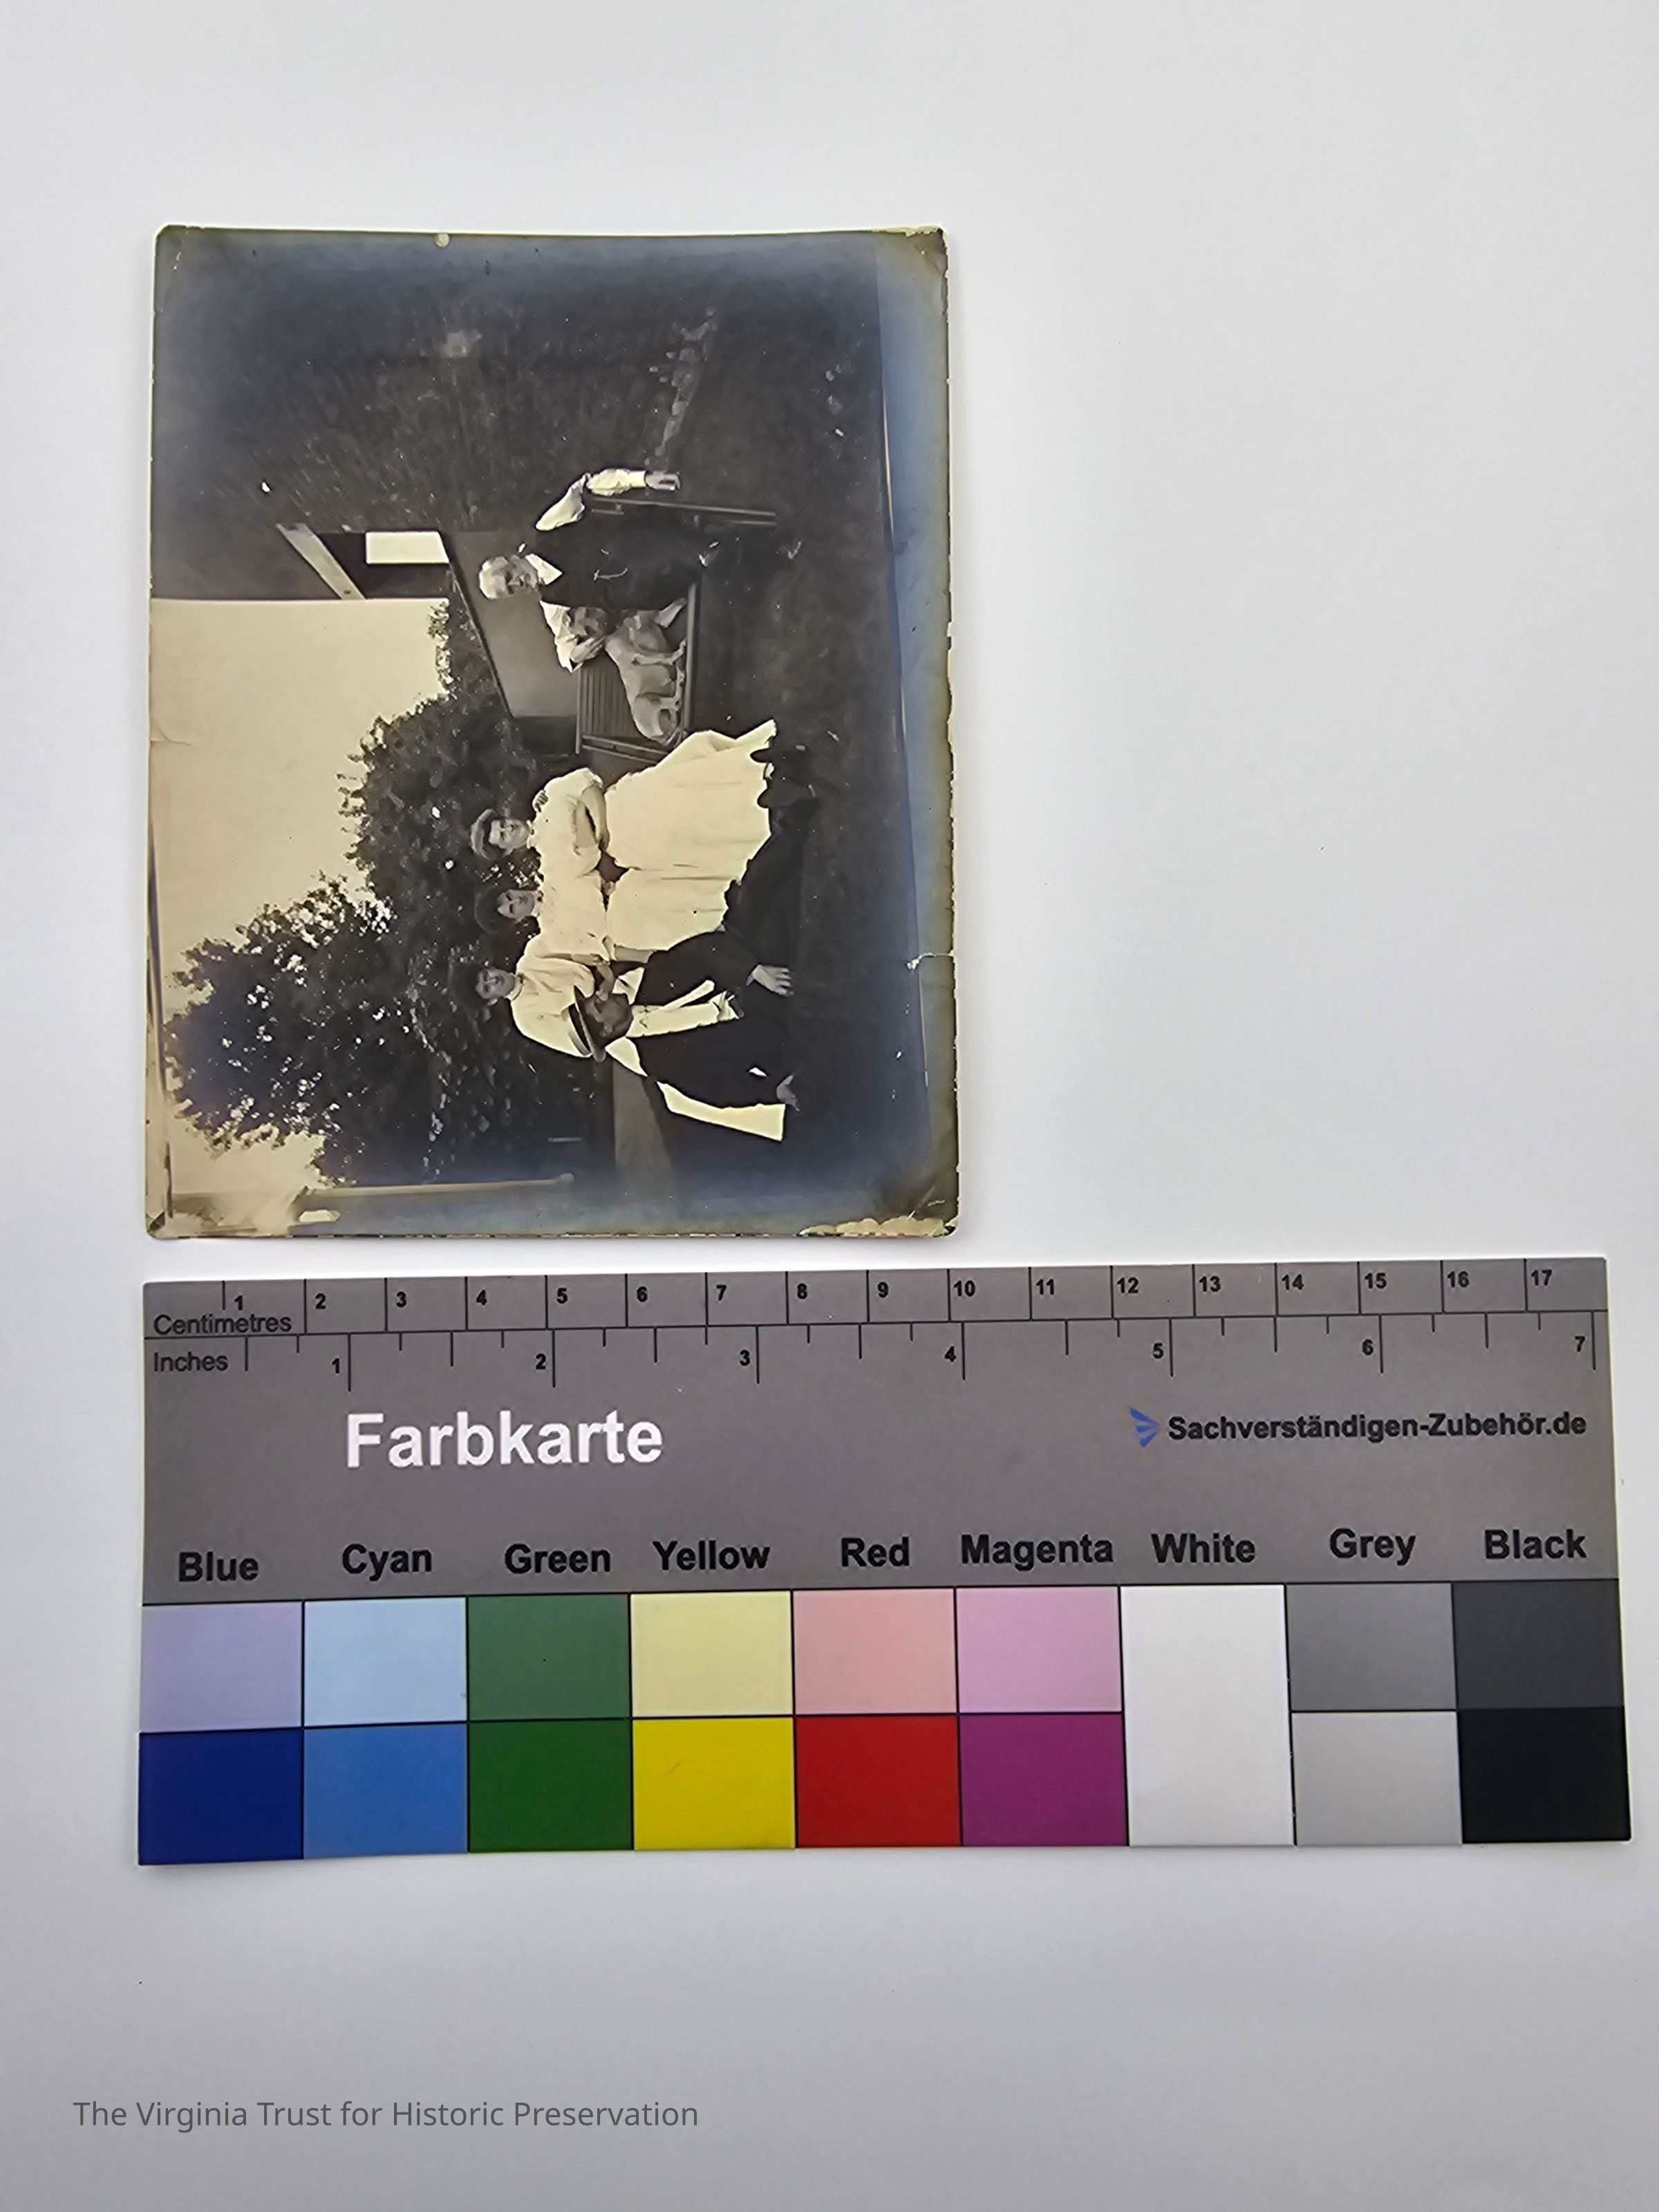 1 2 3 4 5 6 7 8 9 10 11 12 13 14 15 16 17
Centimetres
Inches 1 2 3 4 5 6 7
Farbkarte
Sachverständigen-Zubehör.de
Blue Cyan Green Yellow Red Magenta White Grey Black
The Virginia Trust for Historic Preservation